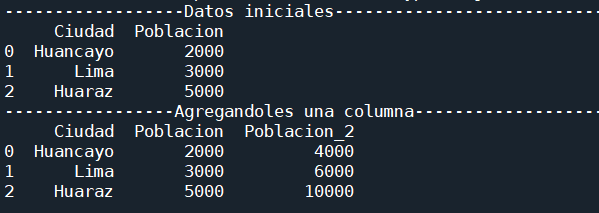 ------------------Datos iniciales---------------------------
     Ciudad  Poblacion
0  Huancayo       2000
1      Lima       3000
2    Huaraz       5000
-----------------Agregandoles una columna-------------------
     Ciudad  Poblacion  Poblacion_2
0  Huancayo       2000         4000
1      Lima       3000         6000
2    Huaraz       5000        10000